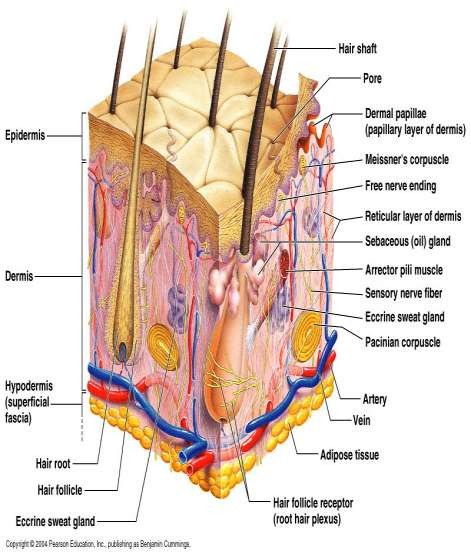 Hair shaft
Pore
Dermal papillae
(papillary layer of dermis)
Meissner's corpuscle
Free nerve ending
Reticular layer of dermis
Sebaceous (oil) gland
Arrector pili muscle
Sensory nerve fiber
Eccrine sweat gland
Pacinian corpuscle
Artery
Vein
Adipose tissue
Hair follicle receptor
(root hair plexus)
Epidermis
Dermis
Hypodermis
(superficial
fascia)
Hair root
Hair follicle
Eccrine sweat gland
Copyright © 2004 Pearson Education, Inc., publishing as Benjamin Cummings.